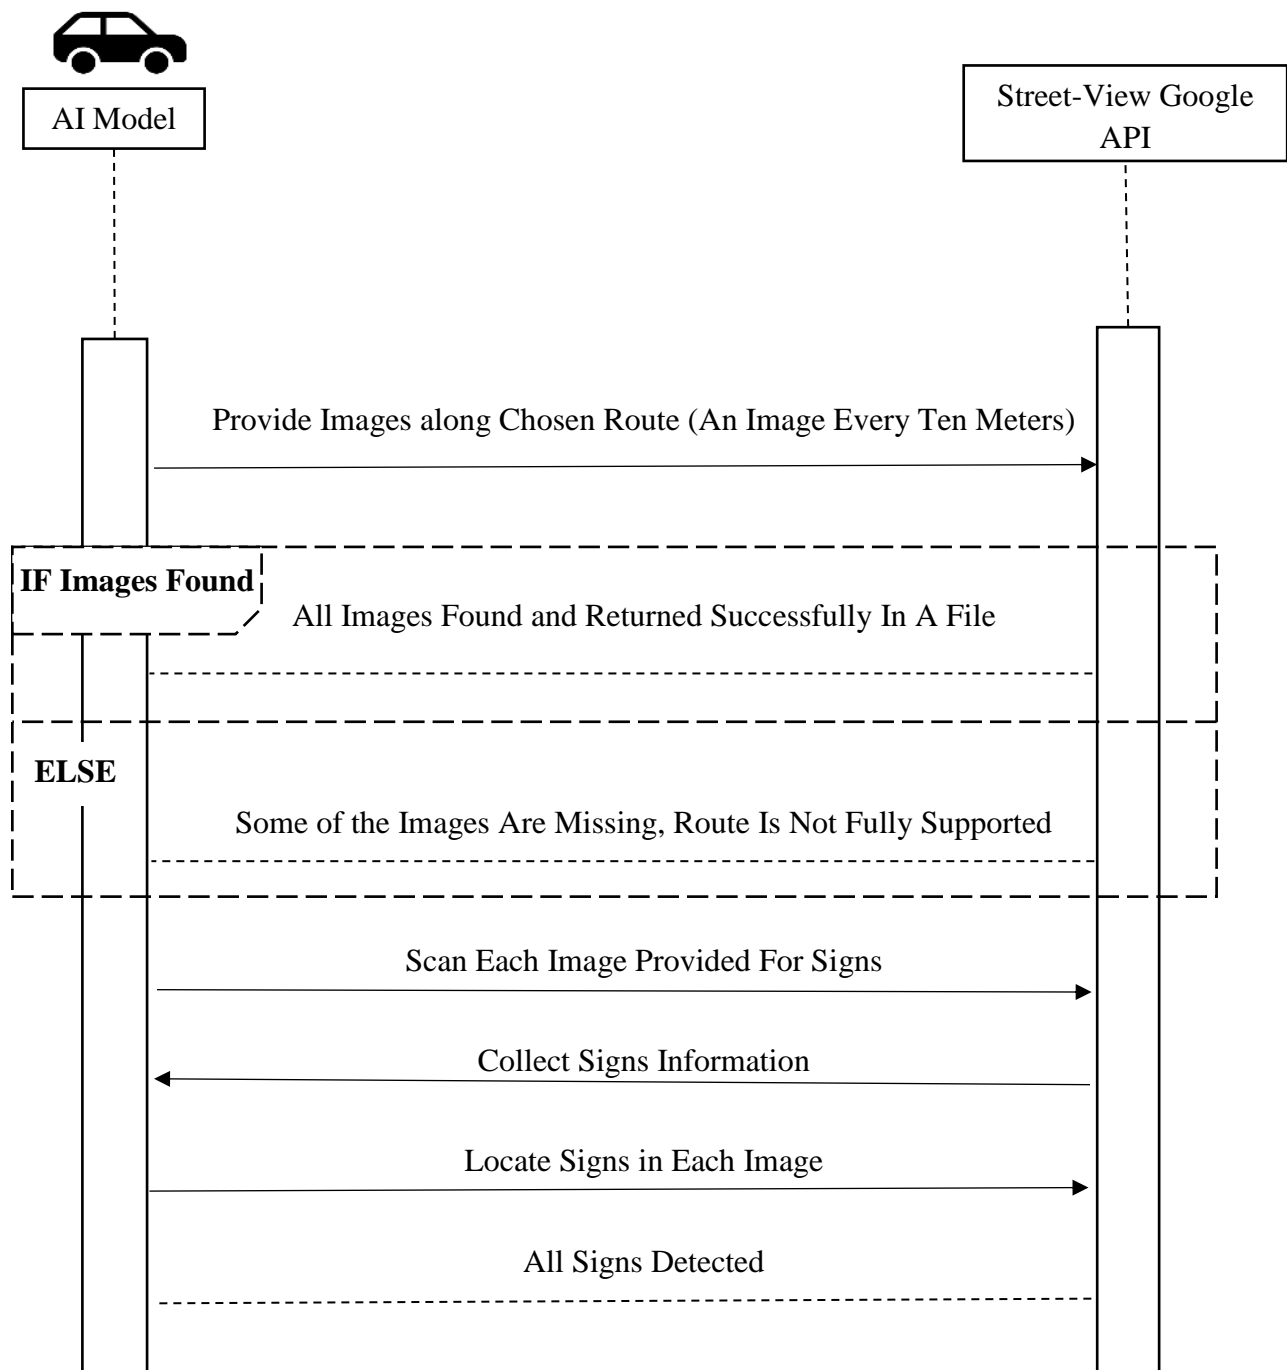 AI Model
Street-View Google
API
Provide Images along Chosen Route (An Image Every Ten Meters)
IF Images Found
All Images Found and Returned Successfully In A File
ELSE
Some of the Images Are Missing, Route Is Not Fully Supported
Scan Each Image Provided For Signs
Collect Signs Information
Locate Signs in Each Image
All Signs Detected